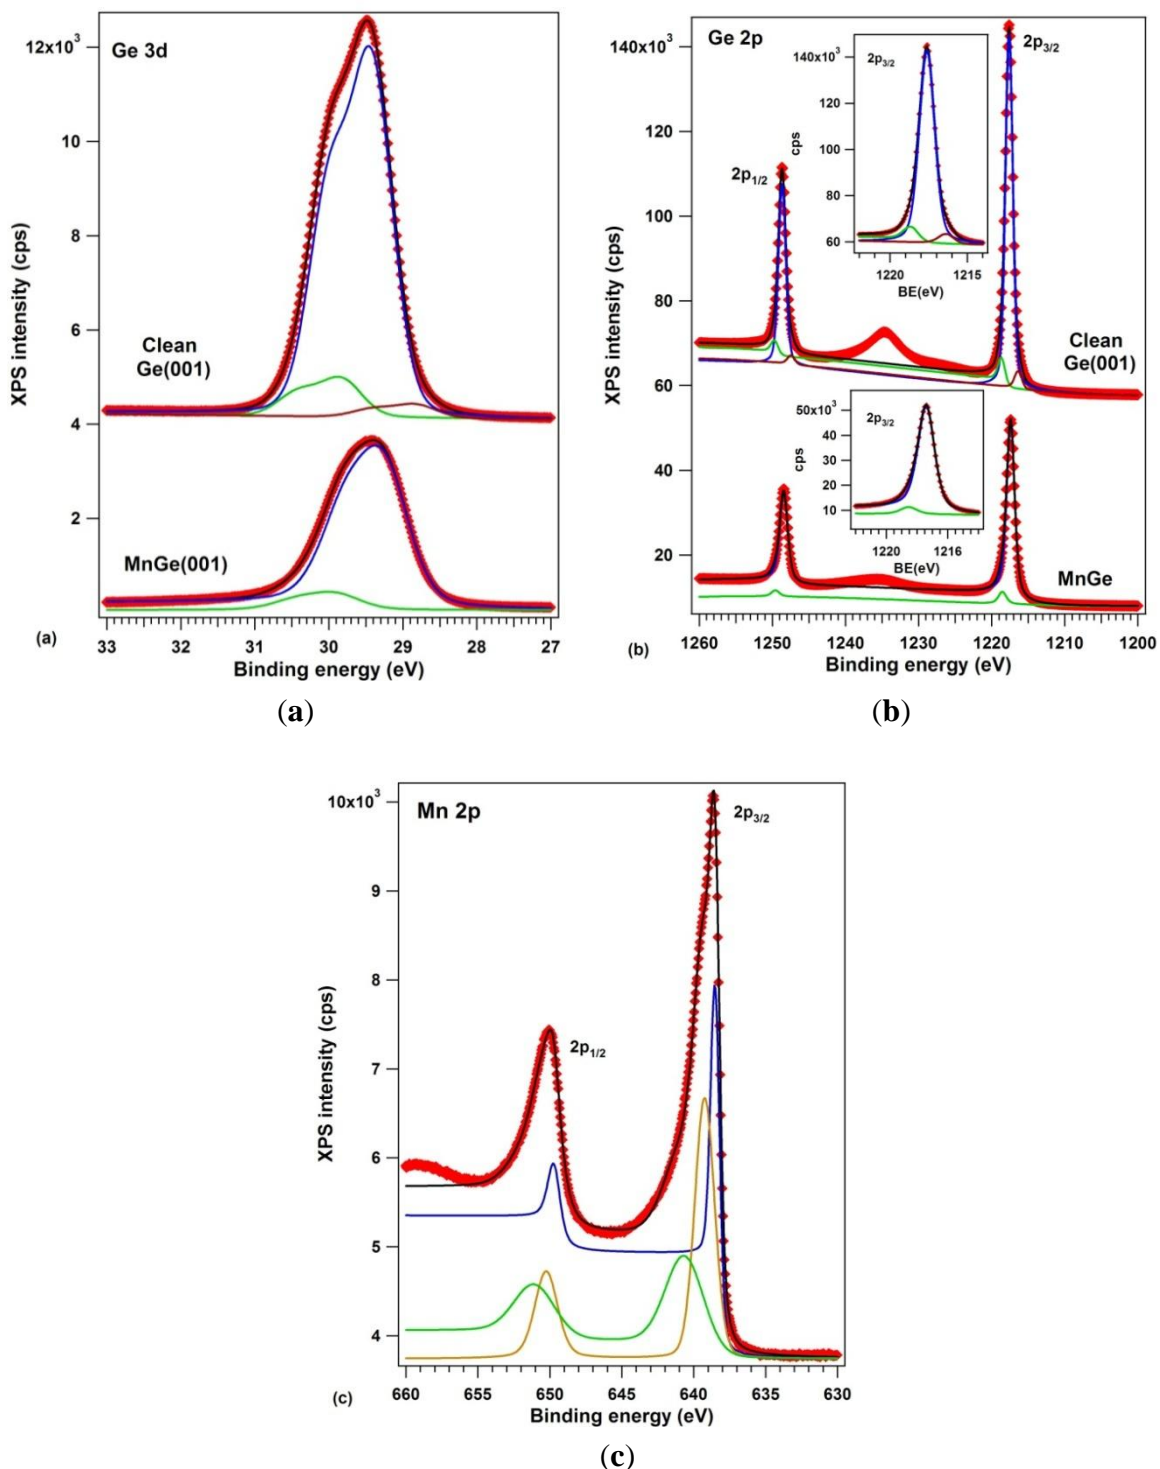 Ge 3d
12x10³
10
8
6
4
2
XPS intensity (cps)
Clean
Ge(001)
MnGe(001)
33 32 31 30 29 28 27
Binding energy (eV)
(a)
(a)
Ge 2p
140x10³
120
100
80
60
40
20
XPS intensity (cps)
2p1/2
2p3/2
2p3/2
140x10³
120
100
80
60
cps
1220 1215
BE(eV)
Clean
Ge(001)
2p3/2
50x10³
40
30
20
10
cps
1220 1216
BE(eV)
MnGe
1260 1250 1240 1230 1220 1210 1200
Binding energy (eV)
(b)
(b)
Mn 2p
10x10³
9
8
7
6
5
4
XPS intensity (cps)
2p1/2
2p3/2
660 655 650 645 640 635 630
Binding energy (eV)
(c)
(c)